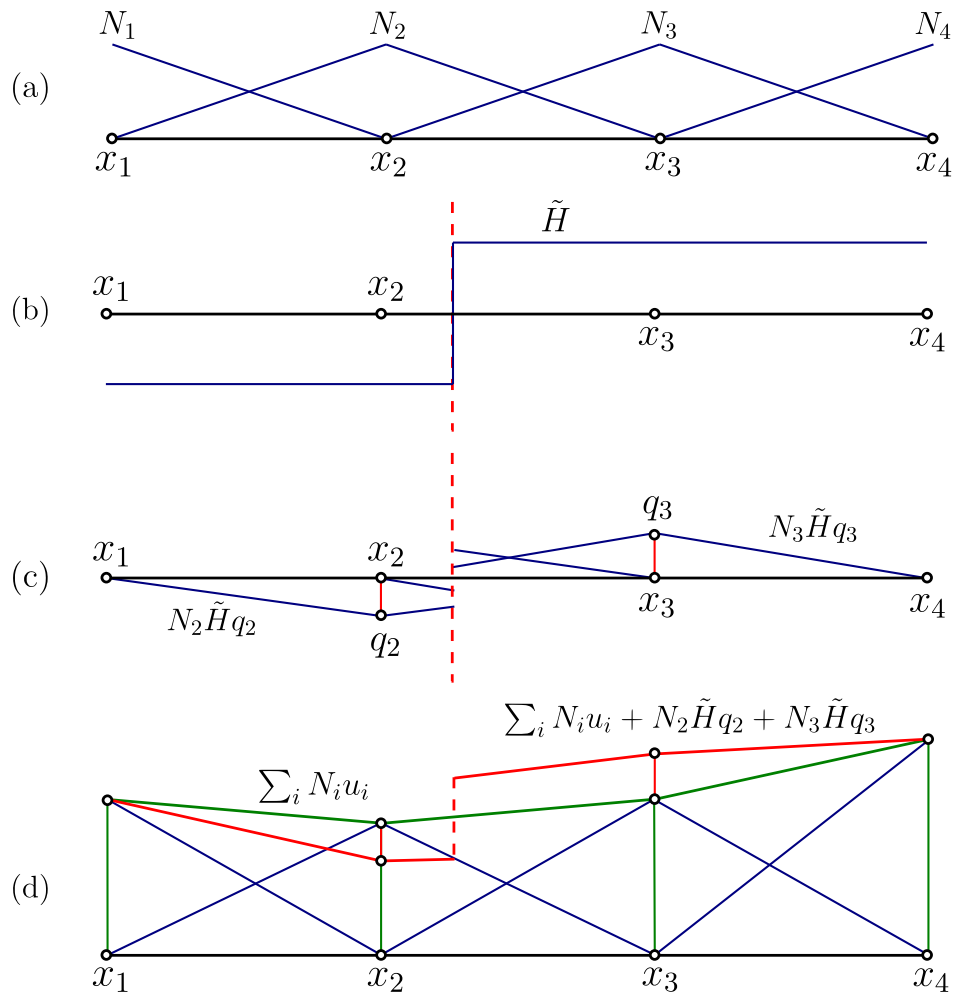 N₁ N₂ N₃ N₄
(a)
x₁ x₂ x₃ x₄
H̃
x₁ x₂
(b)
x₃ x₄
q₃
N₃H̃q₃
x₁ x₂
(c)
x₃ x₄
N₂H̃q₂
q₂
∑ᵢ Nᵢuᵢ + N₂H̃q₂ + N₃H̃q₃
∑ᵢ Nᵢuᵢ
(d)
x₁ x₂ x₃ x₄